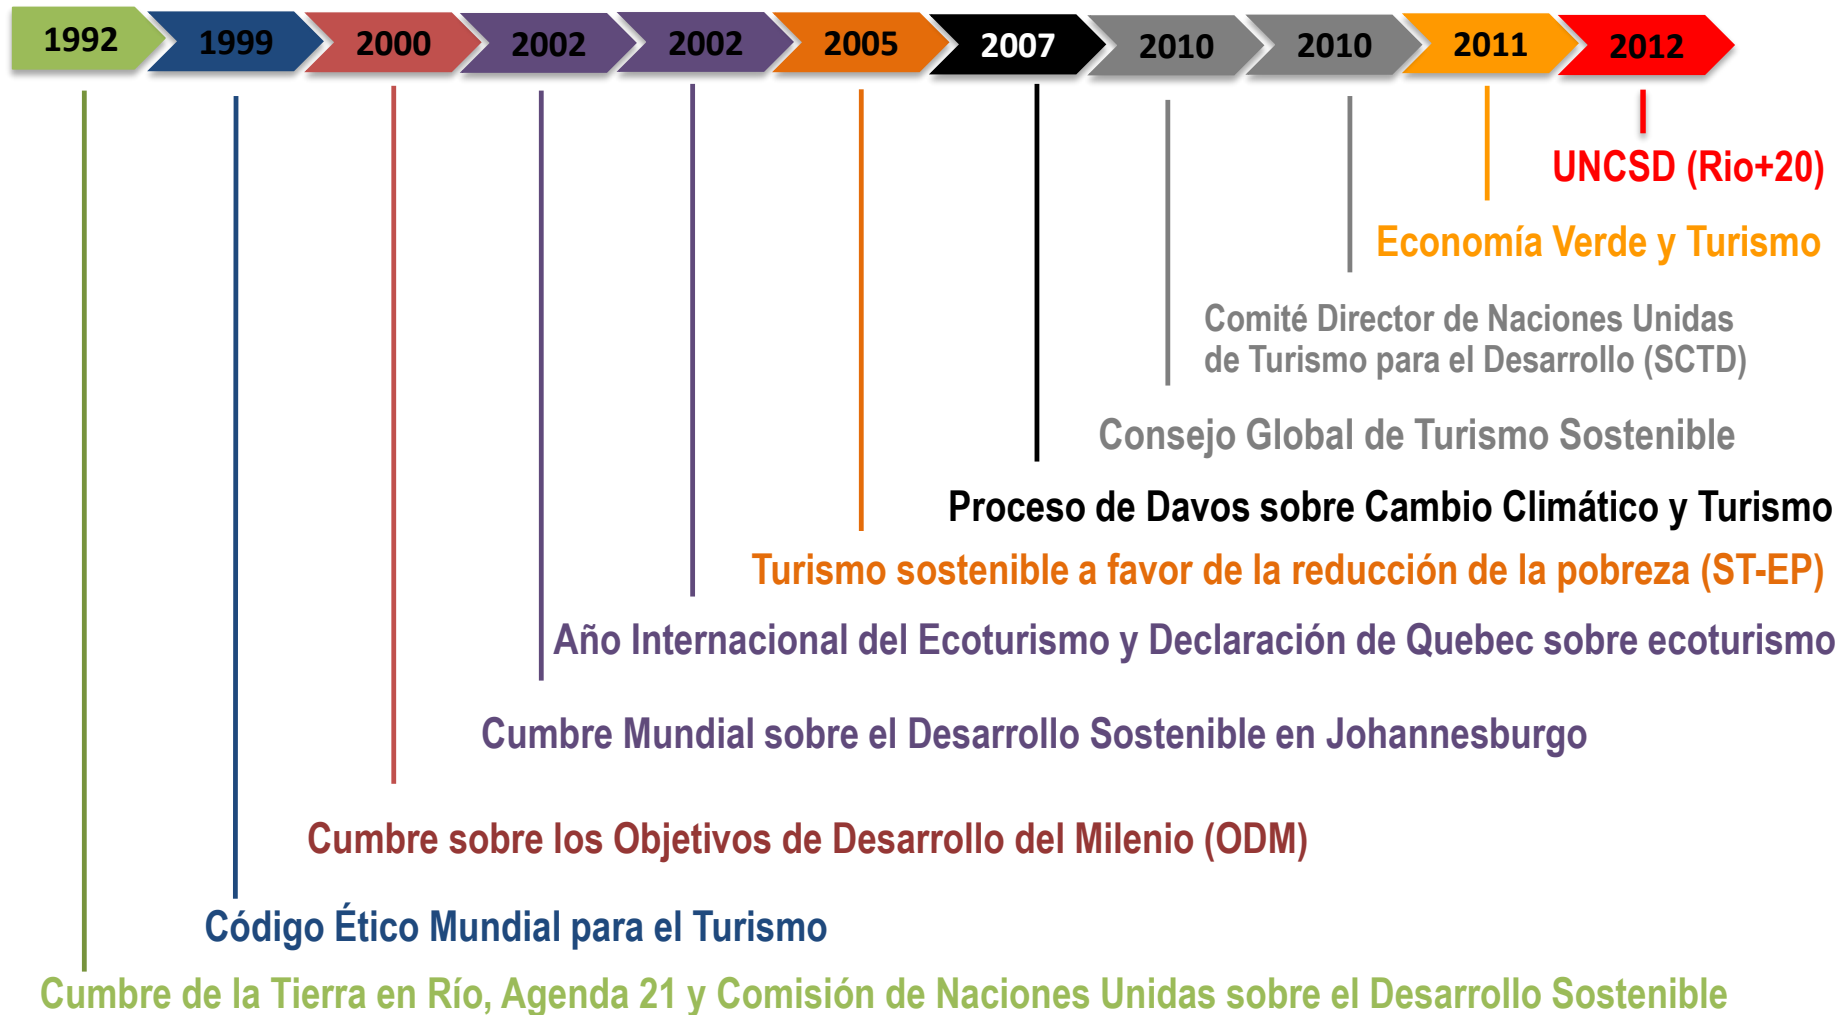 1992 1999 2000 2002 2002 2005 2007 2010 2010 2011 2012
UNCSD (Rio+20)
Economía Verde y Turismo
Comité Director de Naciones Unidas
de Turismo para el Desarrollo (SCTD)
Consejo Global de Turismo Sostenible
Proceso de Davos sobre Cambio Climático y Turismo
Turismo sostenible a favor de la reducción de la pobreza (ST-EP)
Año Internacional del Ecoturismo y Declaración de Quebec sobre ecoturismo
Cumbre Mundial sobre el Desarrollo Sostenible en Johannesburgo
Cumbre sobre los Objetivos de Desarrollo del Milenio (ODM)
Código Ético Mundial para el Turismo
Cumbre de la Tierra en Río, Agenda 21 y Comisión de Naciones Unidas sobre el Desarrollo Sostenible